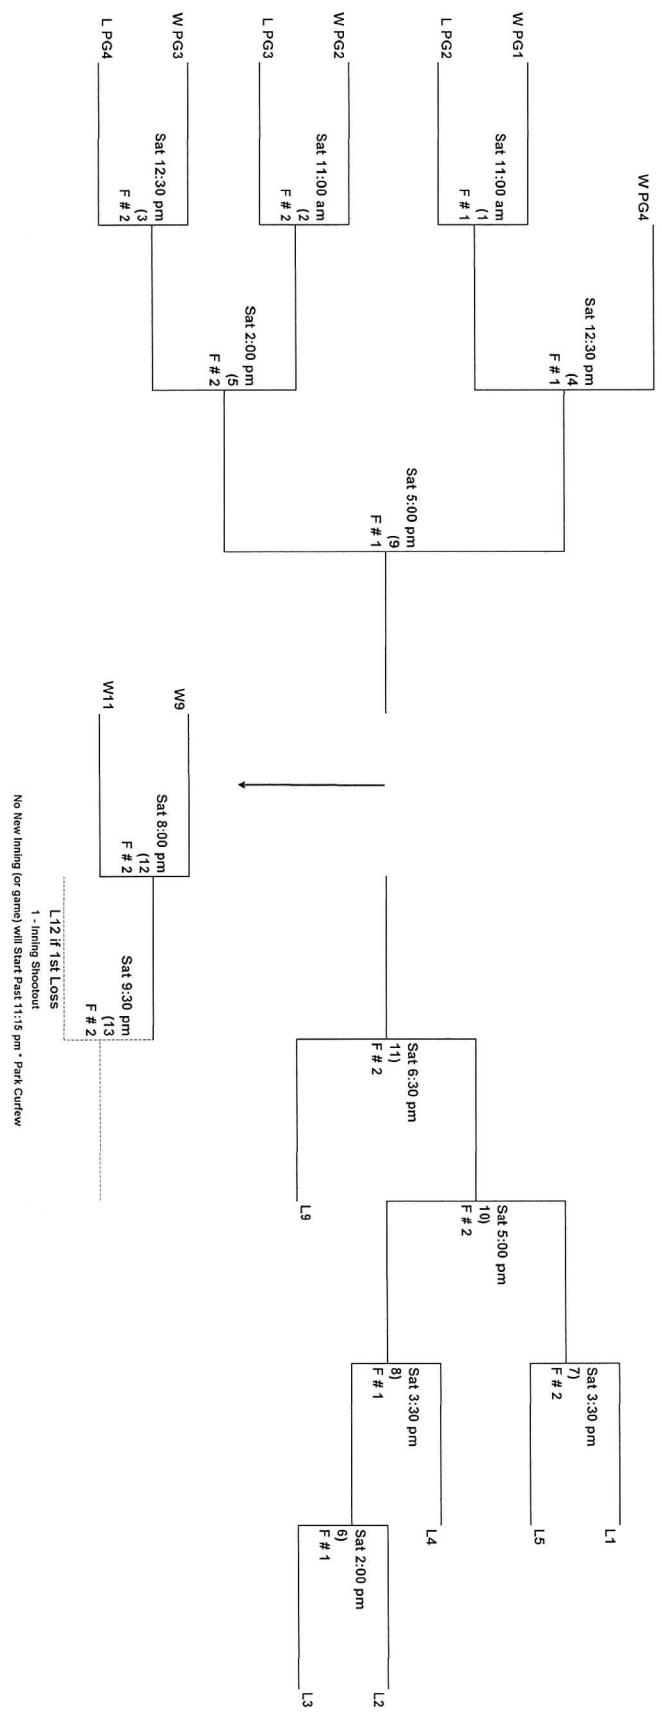 W PG4
Sat 12:30 pm
(4
F # 1
W PG1
Sat 11:00 am
(1
F # 1
L PG2
Sat 5:00 pm
(9
F # 1
W PG2
Sat 11:00 am
(2
F # 2
L PG3
Sat 2:00 pm
(5
F # 2
W PG3
Sat 12:30 pm
(3
F # 2
L PG4
L1
Sat 3:30 pm
7)
F # 2
L5
Sat 5:00 pm
10)
F # 2
L4
Sat 3:30 pm
8)
F # 1
L2
Sat 2:00 pm
6)
F # 1
L3
Sat 6:30 pm
11)
F # 2
L9
W9
Sat 8:00 pm
(12
F # 2
W11
Sat 9:30 pm
(13
F # 2
L12 if 1st Loss
1 - Inning Shootout
No New Inning (or game) will Start Past 11:15 pm * Park Curfew